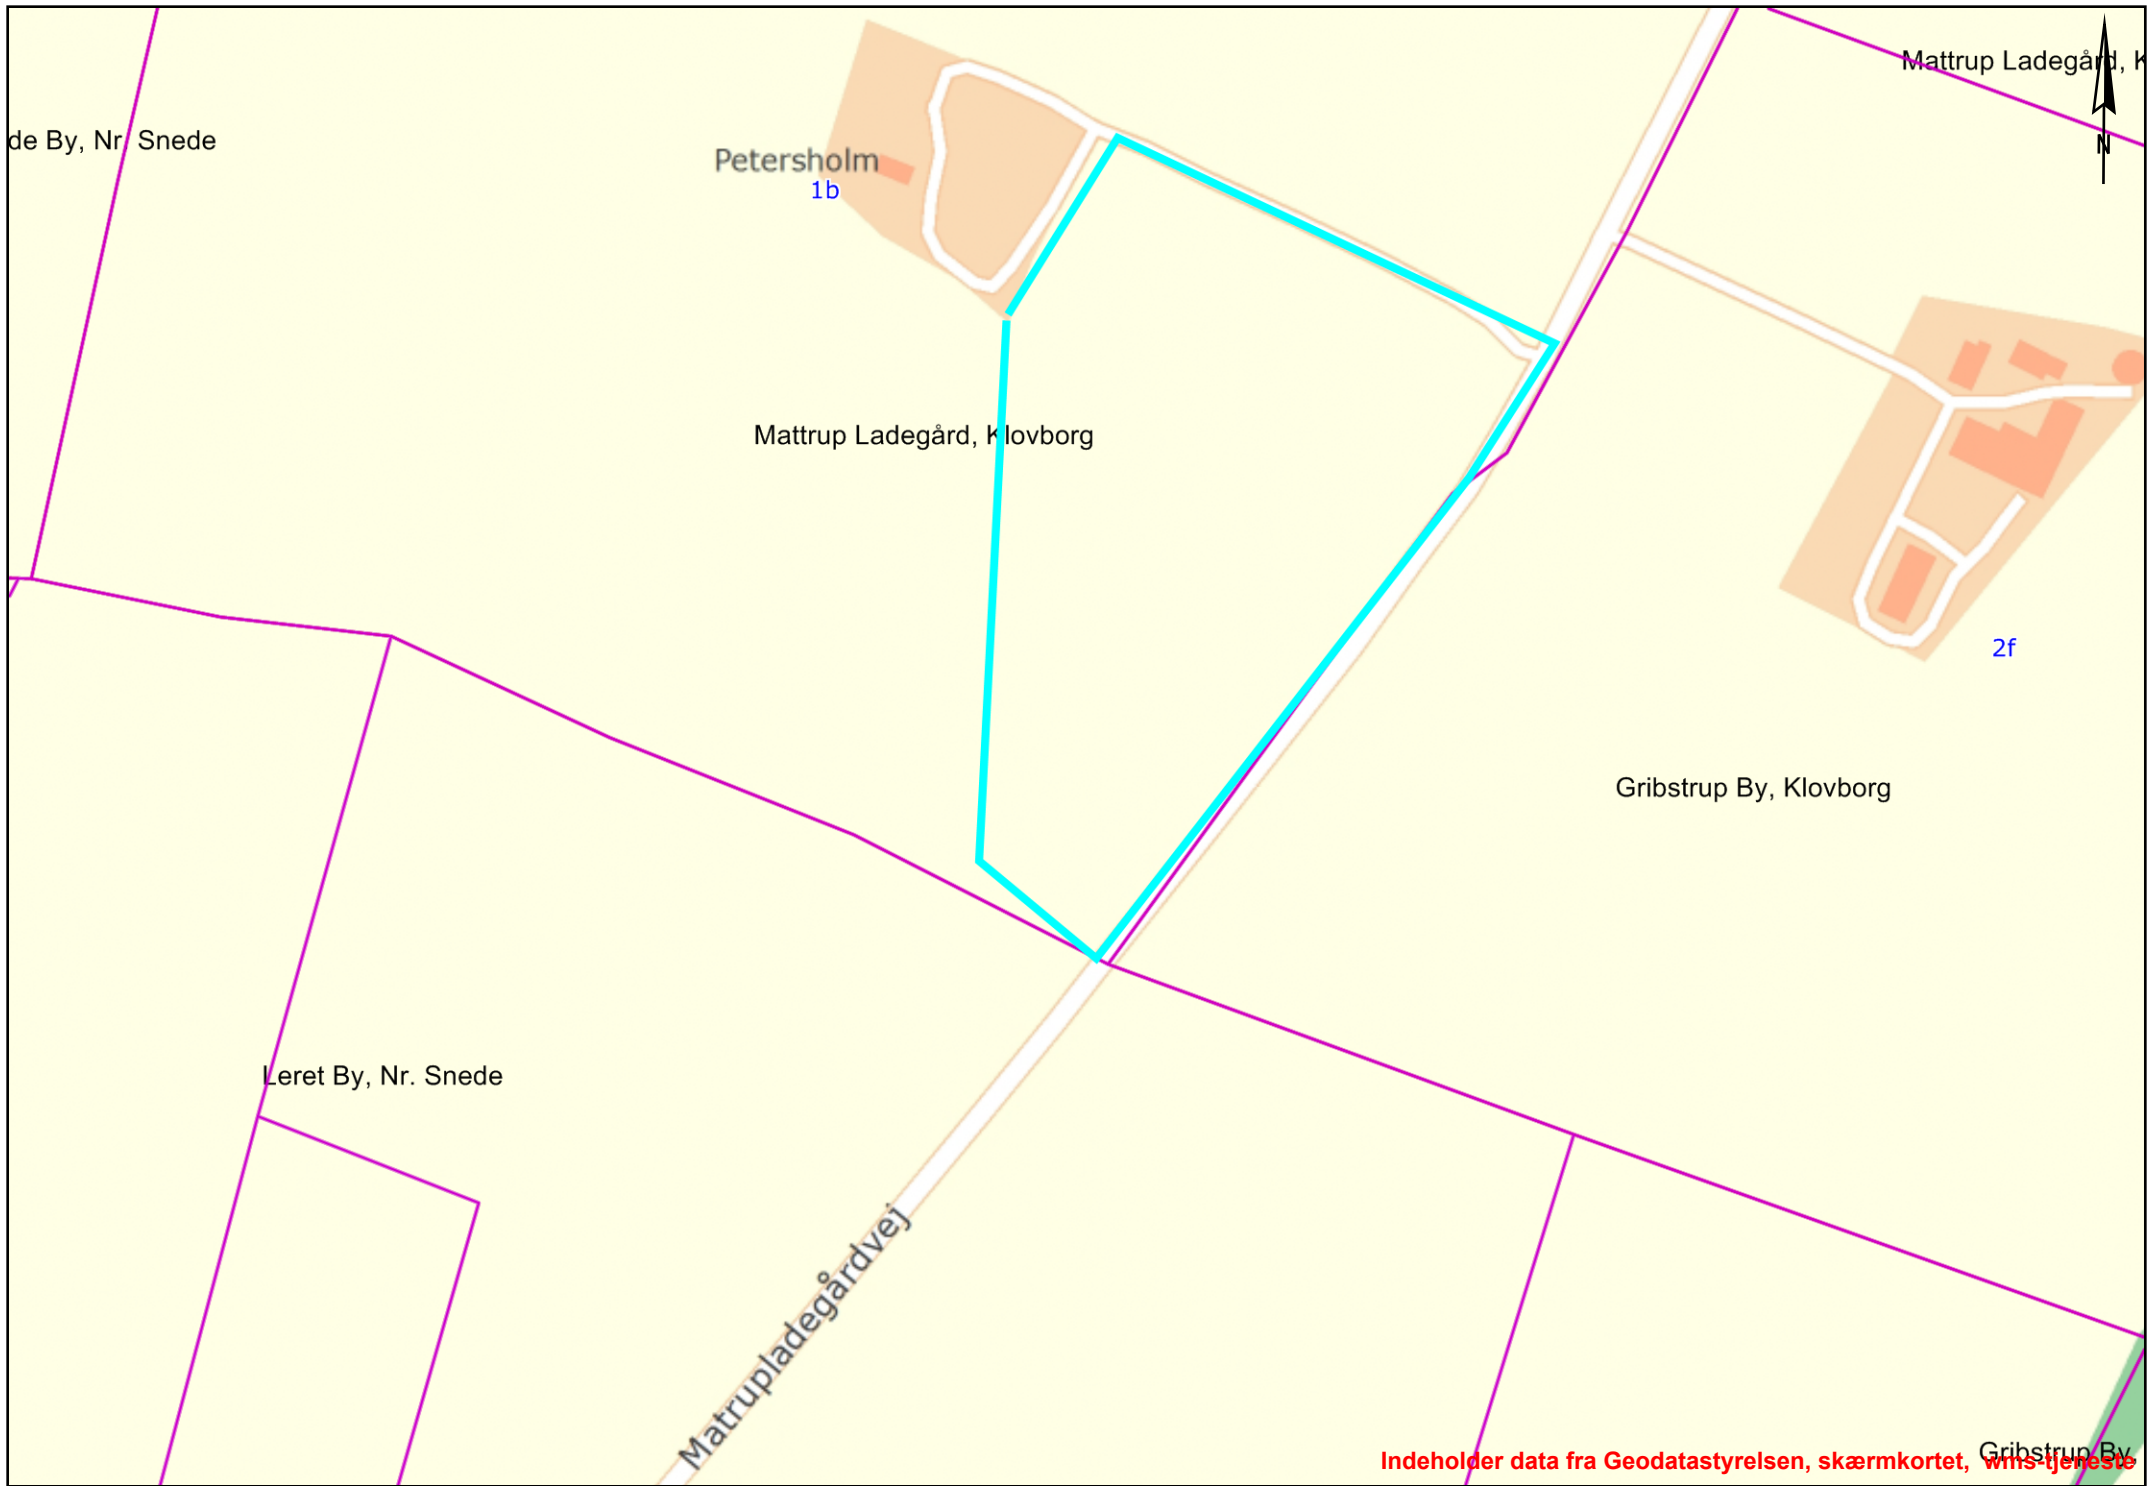 Mattrup Ladegård, K
N
de By, Nr. Snede
Petersholm
1b
Mattrup Ladegård, Klovborg
2f
Gribstrup By, Klovborg
Leret By, Nr. Snede
Matrupladegårdvej
Gribstrup By,
Indeholder data fra Geodatastyrelsen, skærmkortet, wms-tjeneste